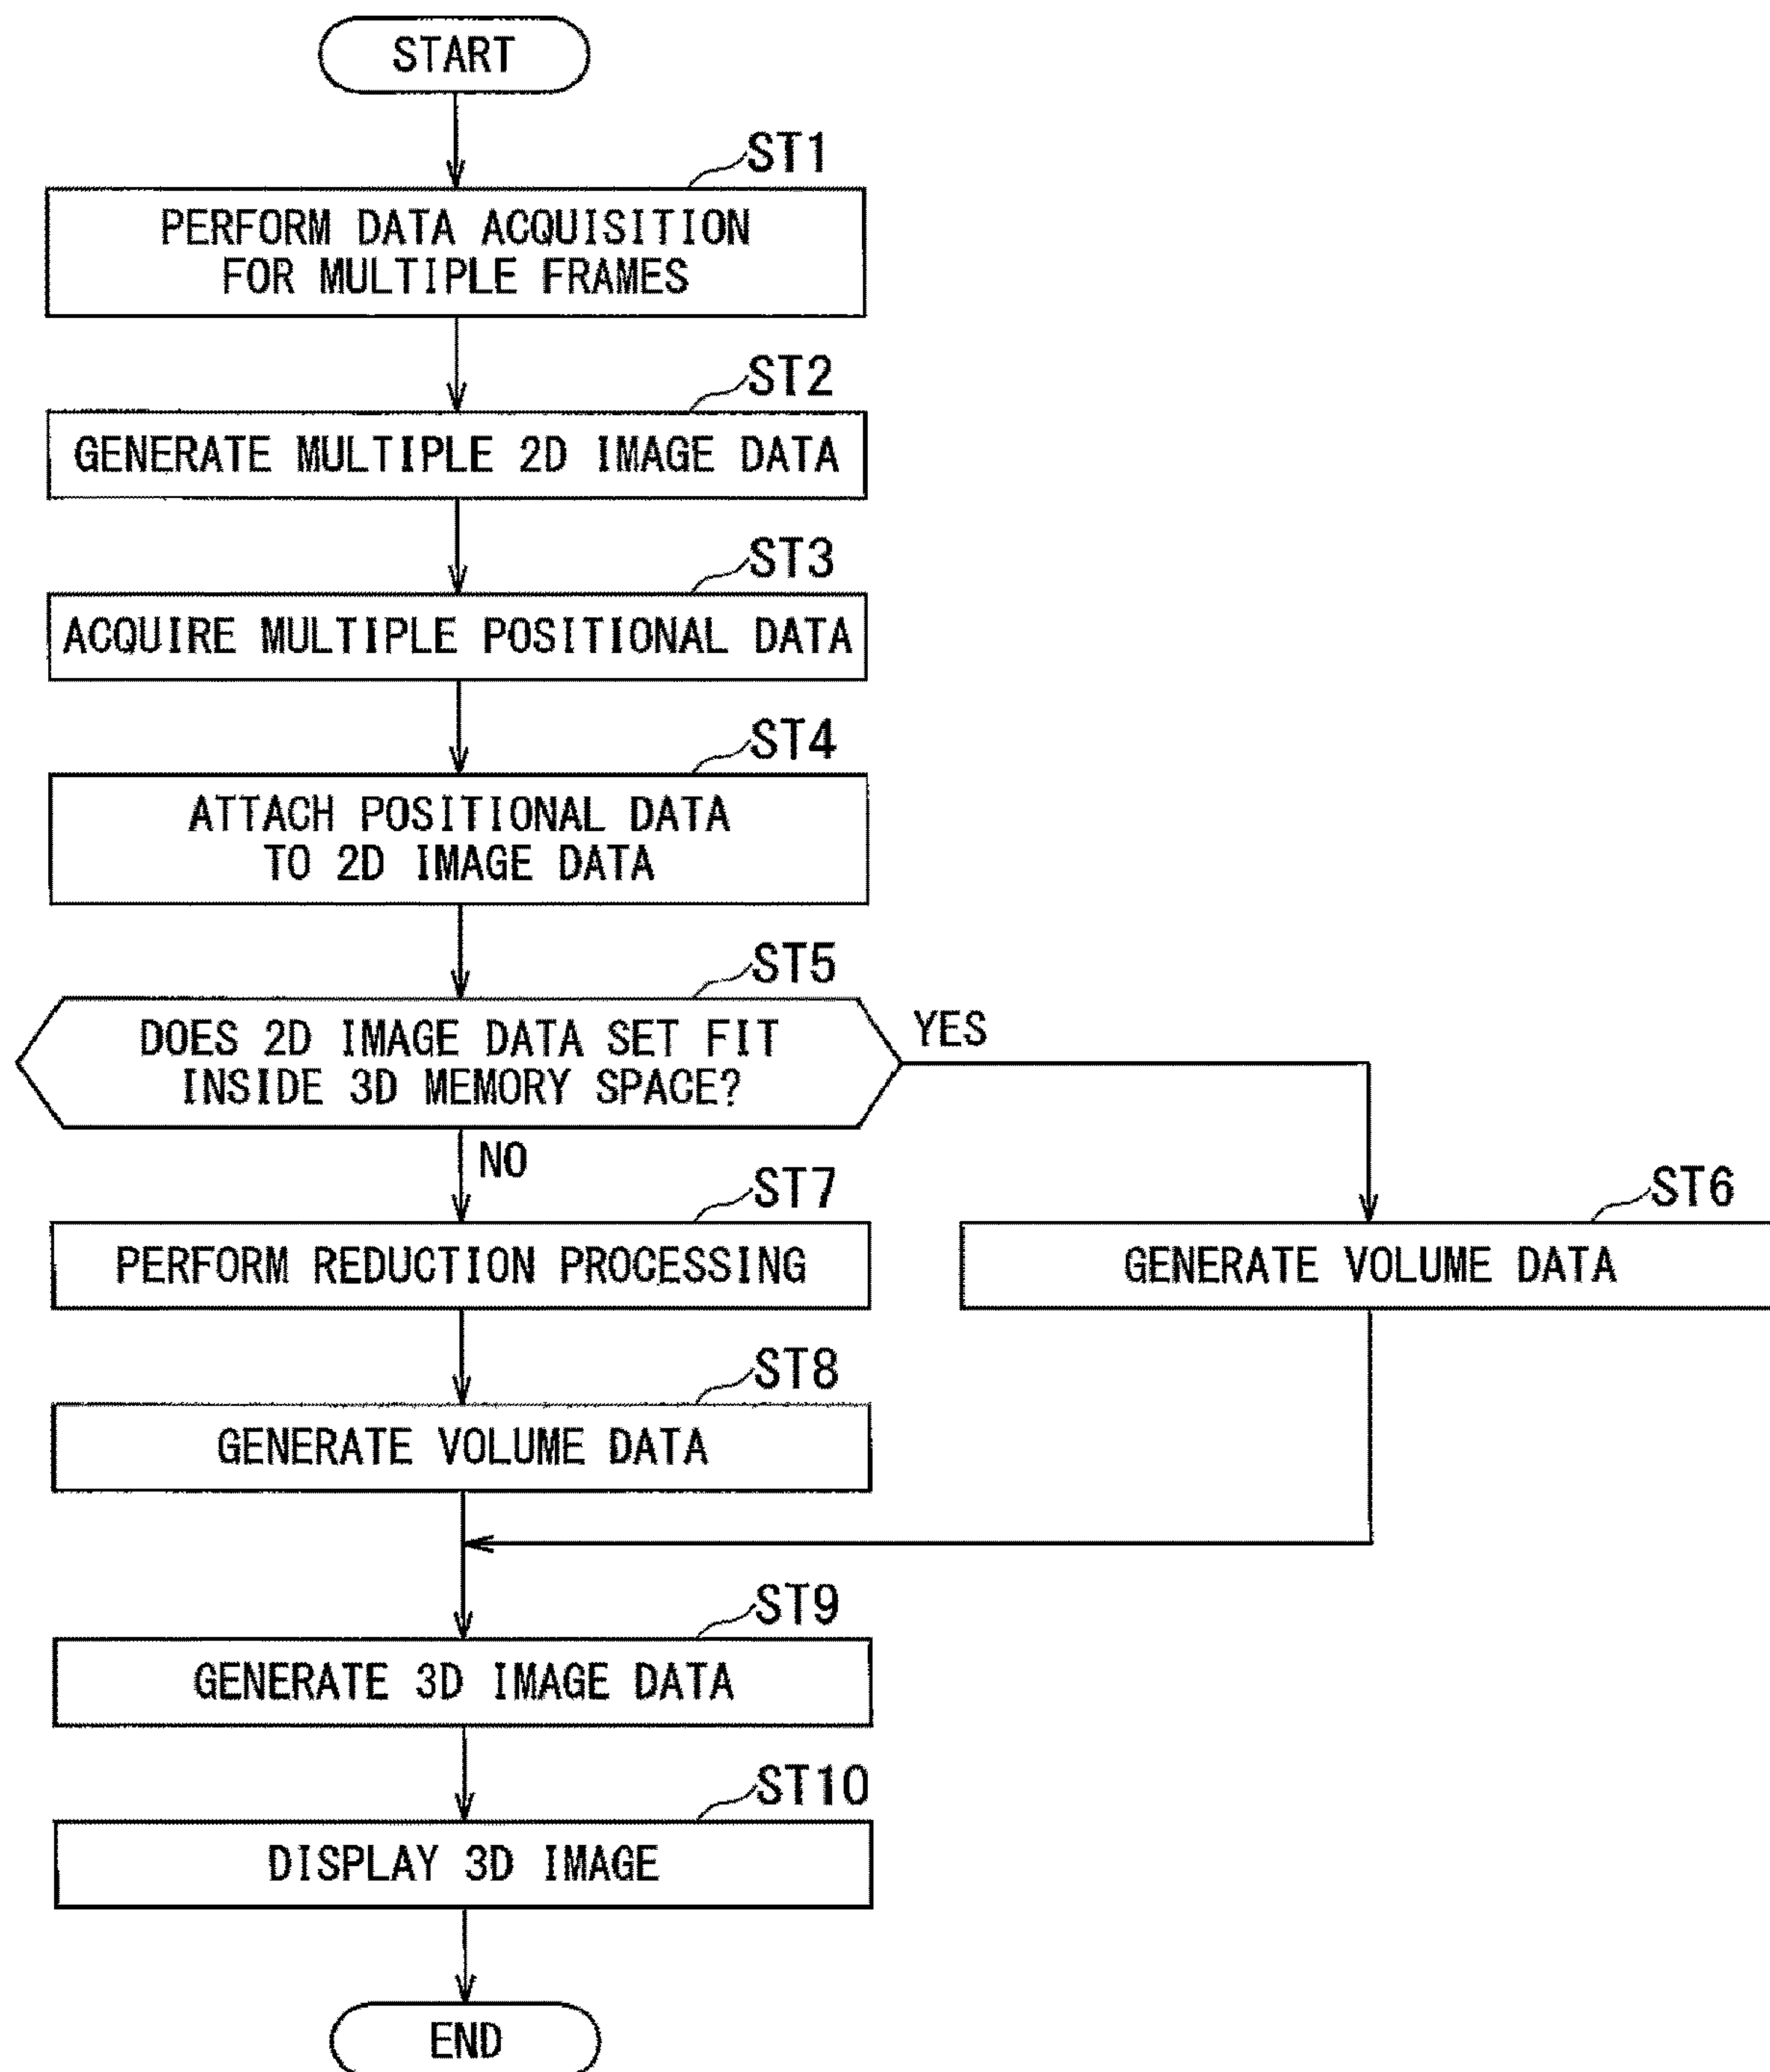 START
ST1
PERFORM DATA ACQUISITION
FOR MULTIPLE FRAMES
ST2
GENERATE MULTIPLE 2D IMAGE DATA
ST3
ACQUIRE MULTIPLE POSITIONAL DATA
ST4
ATTACH POSITIONAL DATA
TO 2D IMAGE DATA
ST5
DOES 2D IMAGE DATA SET FIT
INSIDE 3D MEMORY SPACE?
YES
NO
ST7
PERFORM REDUCTION PROCESSING
ST6
GENERATE VOLUME DATA
ST8
GENERATE VOLUME DATA
ST9
GENERATE 3D IMAGE DATA
ST10
DISPLAY 3D IMAGE
END